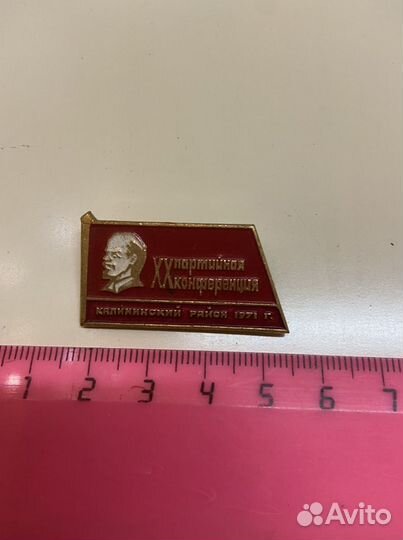 XX партийная
конференция
КАЛИНИНСКИЙ РАЙОН 1971 Г.
1 2 3 4 5 6 7
Avito